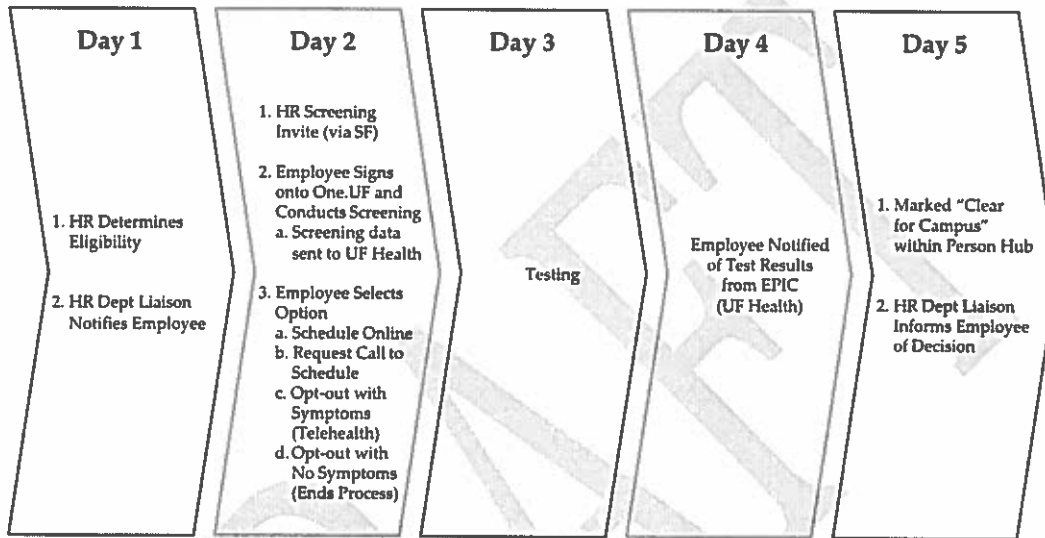 Day 1
1. HR Determines
Eligibility
2. HR Dept Liaison
Notifies Employee
Day 2
1. HR Screening
Invite (via SF)
2. Employee Signs
onto One.UF and
Conducts Screening
a. Screening data
sent to UF Health
3. Employee Selects
Option
a. Schedule Online
b. Request Call to
Schedule
c. Opt-out with
Symptoms
(Telehealth)
d. Opt-out with
No Symptoms
(Ends Process)
Day 3
Testing
Day 4
Employee Notified
of Test Results
from EPIC
(UF Health)
Day 5
1. Marked "Clear
for Campus"
within Person Hub
2. HR Dept Liaison
Informs Employee
of Decision